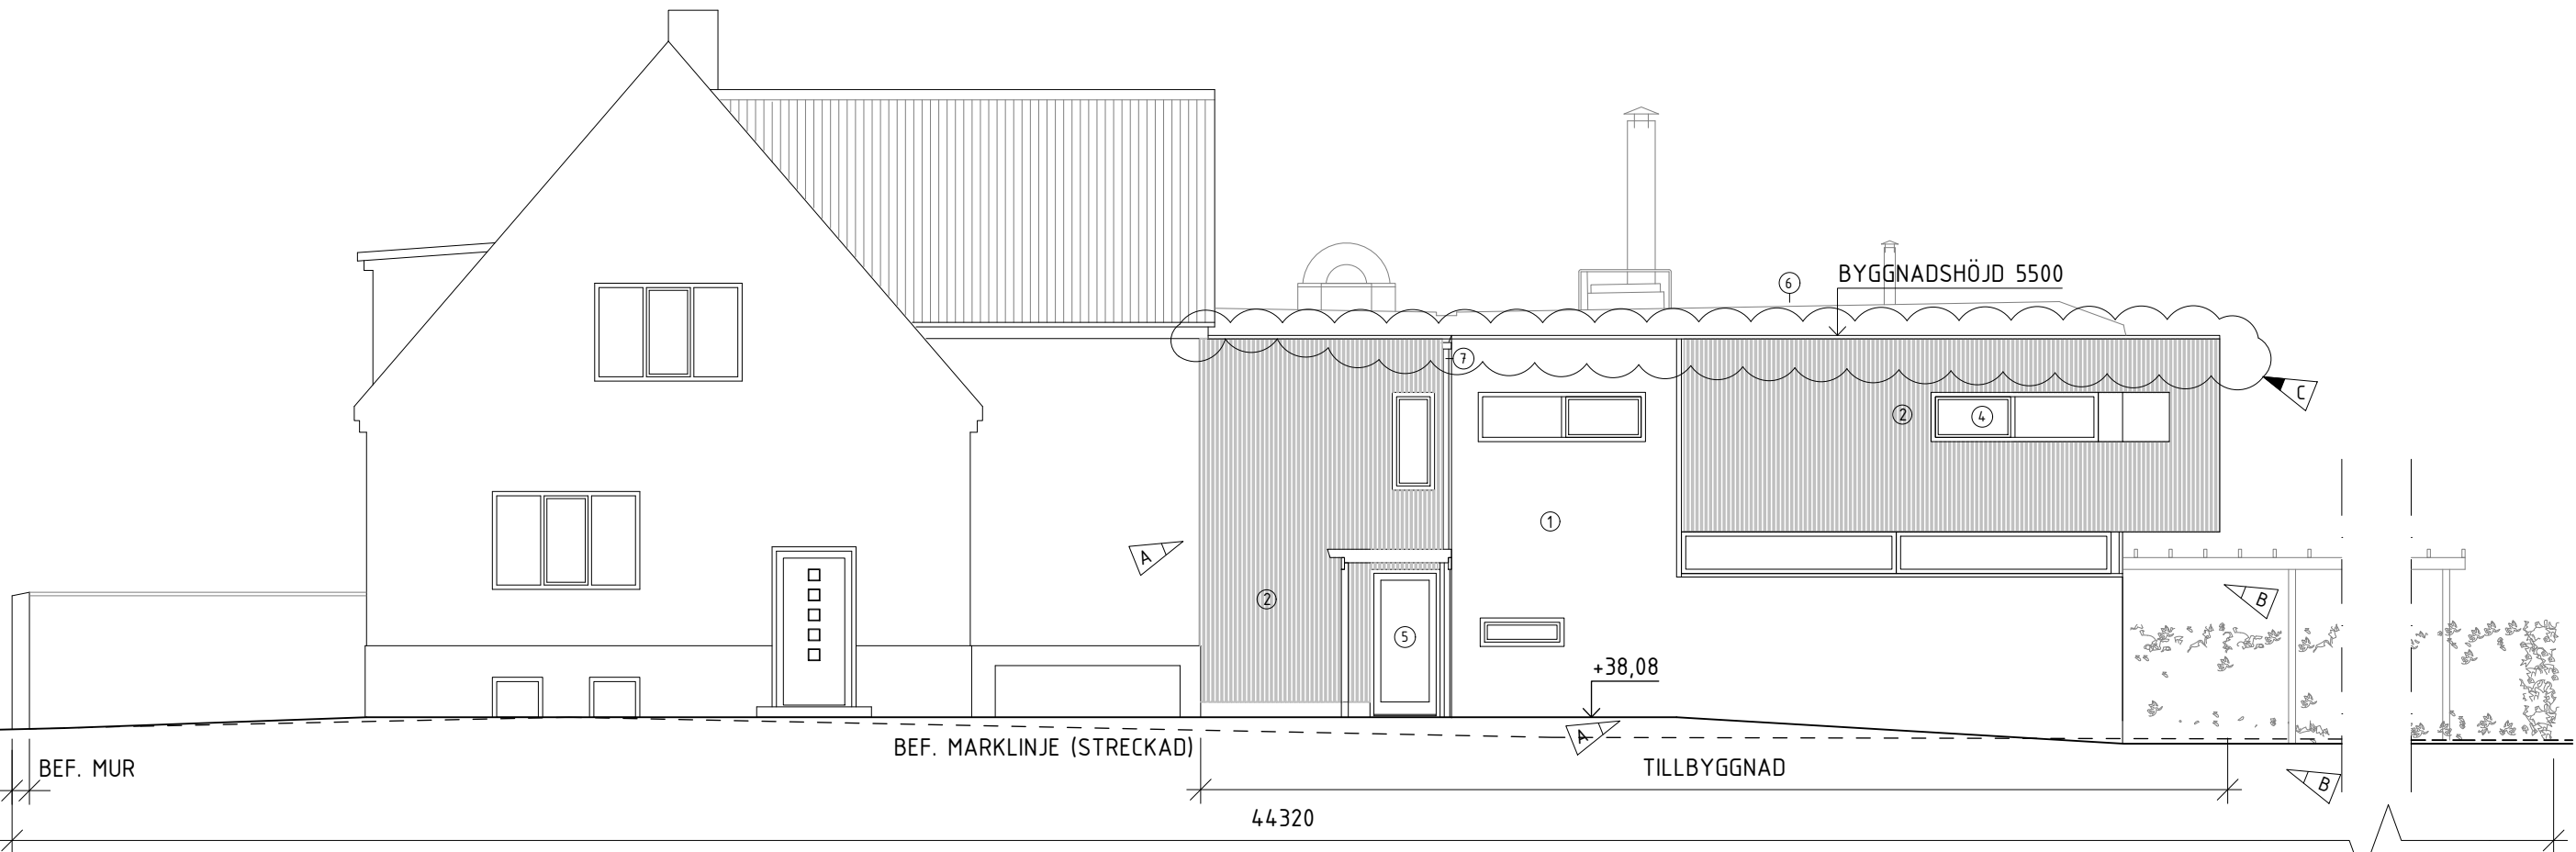 6
BYGGNADSHÖJD 5500
7
C
2
4
1
A
2
B
5
+38,08
A
BEF. MARKLINJE (STRECKAD)
BEF. MUR
TILLBYGGNAD
B
44320